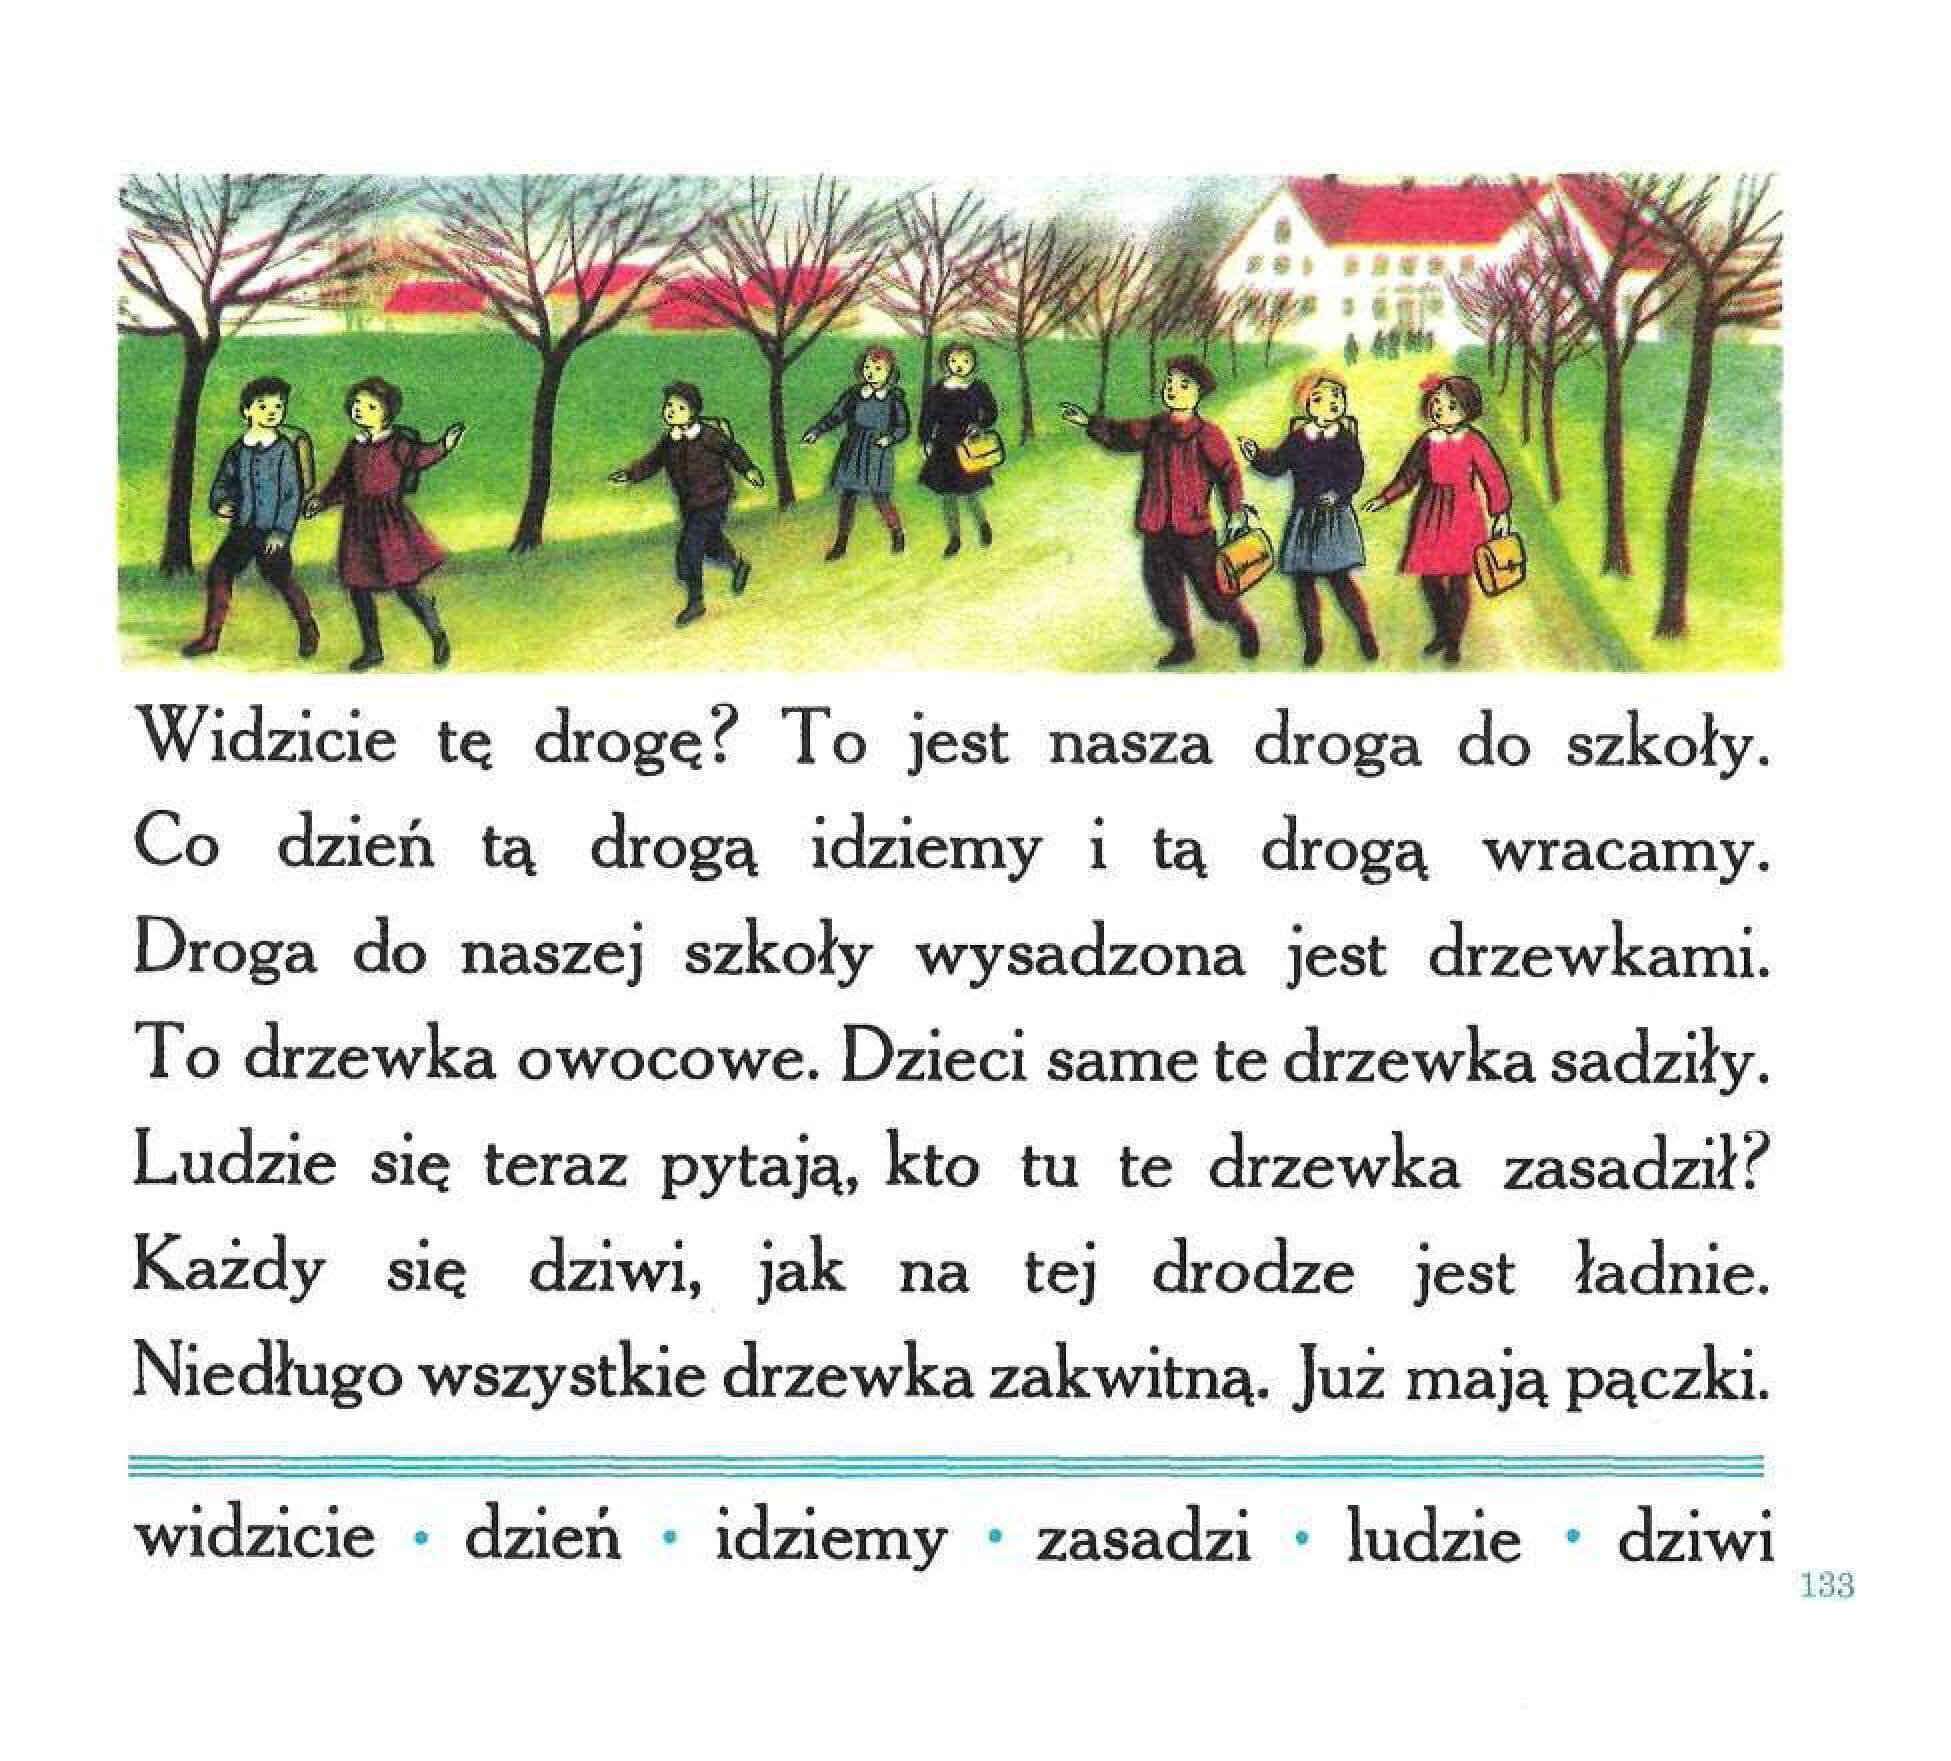 Widzicie tę drogę? To jest nasza droga do szkoły.
Co dzień tą drogą idziemy i tą drogą wracamy.
Droga do naszej szkoły wysadzona jest drzewkami.
To drzewka owocowe. Dzieci same te drzewka sadziły.
Ludzie się teraz pytają, kto tu te drzewka zasadził?
Każdy się dziwi, jak na tej drodze jest ładnie.
Niedługo wszystkie drzewka zakwitną. Już mają pączki.
widzicie • dzień • idziemy • zasadzi • ludzie • dziwi
133